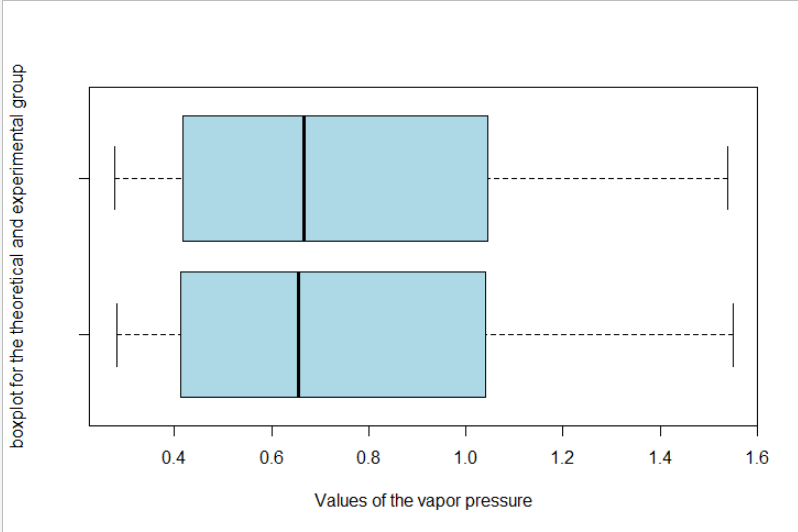 boxplot for the theoretical and experimental group
0.4 0.6 0.8 1.0 1.2 1.4 1.6
Values of the vapor pressure